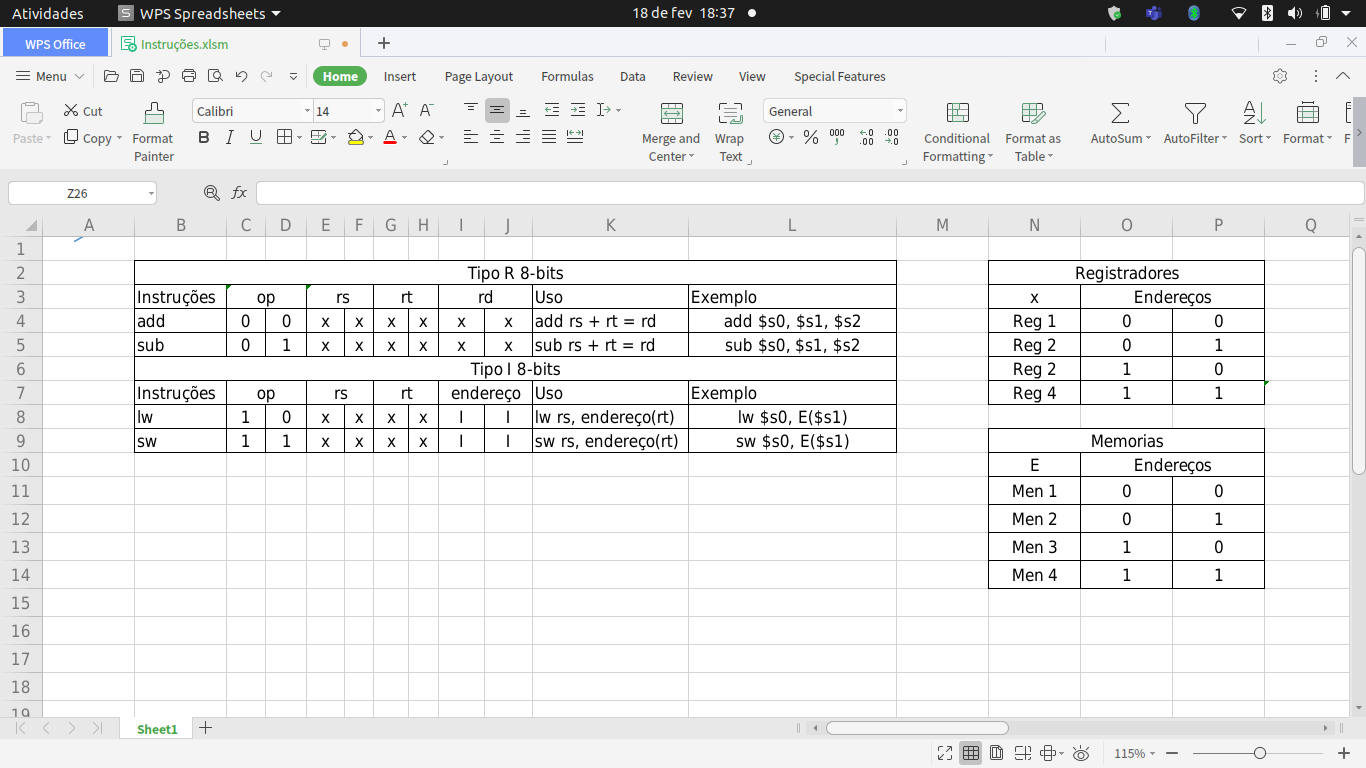 Atividades WPS Spreadsheets 18 de fev 18:37
WPS Office Instruções.xlsm
Menu Home Insert Page Layout Formulas Data Review View Special Features
Paste Cut Copy Format Painter Calibri 14 Merge and Center Wrap Text General Conditional Formatting Format as Table AutoSum AutoFilter Sort Format F
Z26 fx
A B C D E F G H I J K L M N O P Q
1
2 Tipo R 8-bits Registradores
3 Instruções op rs rt rd Uso Exemplo x Endereços
4 add 0 0 x x x x x x add rs + rt = rd add $s0, $s1, $s2 Reg 1 0 0
5 sub 0 1 x x x x x x sub rs + rt = rd sub $s0, $s1, $s2 Reg 2 0 1
6 Tipo I 8-bits Reg 2 1 0
7 Instruções op rs rt endereço Uso Exemplo Reg 4 1 1
8 lw 1 0 x x x x I I lw rs, endereço(rt) lw $s0, E($s1)
9 sw 1 1 x x x x I I sw rs, endereço(rt) sw $s0, E($s1) Memorias
10 E Endereços
11 Men 1 0 0
12 Men 2 0 1
13 Men 3 1 0
14 Men 4 1 1
15
16
17
18
19
Sheet1
115%